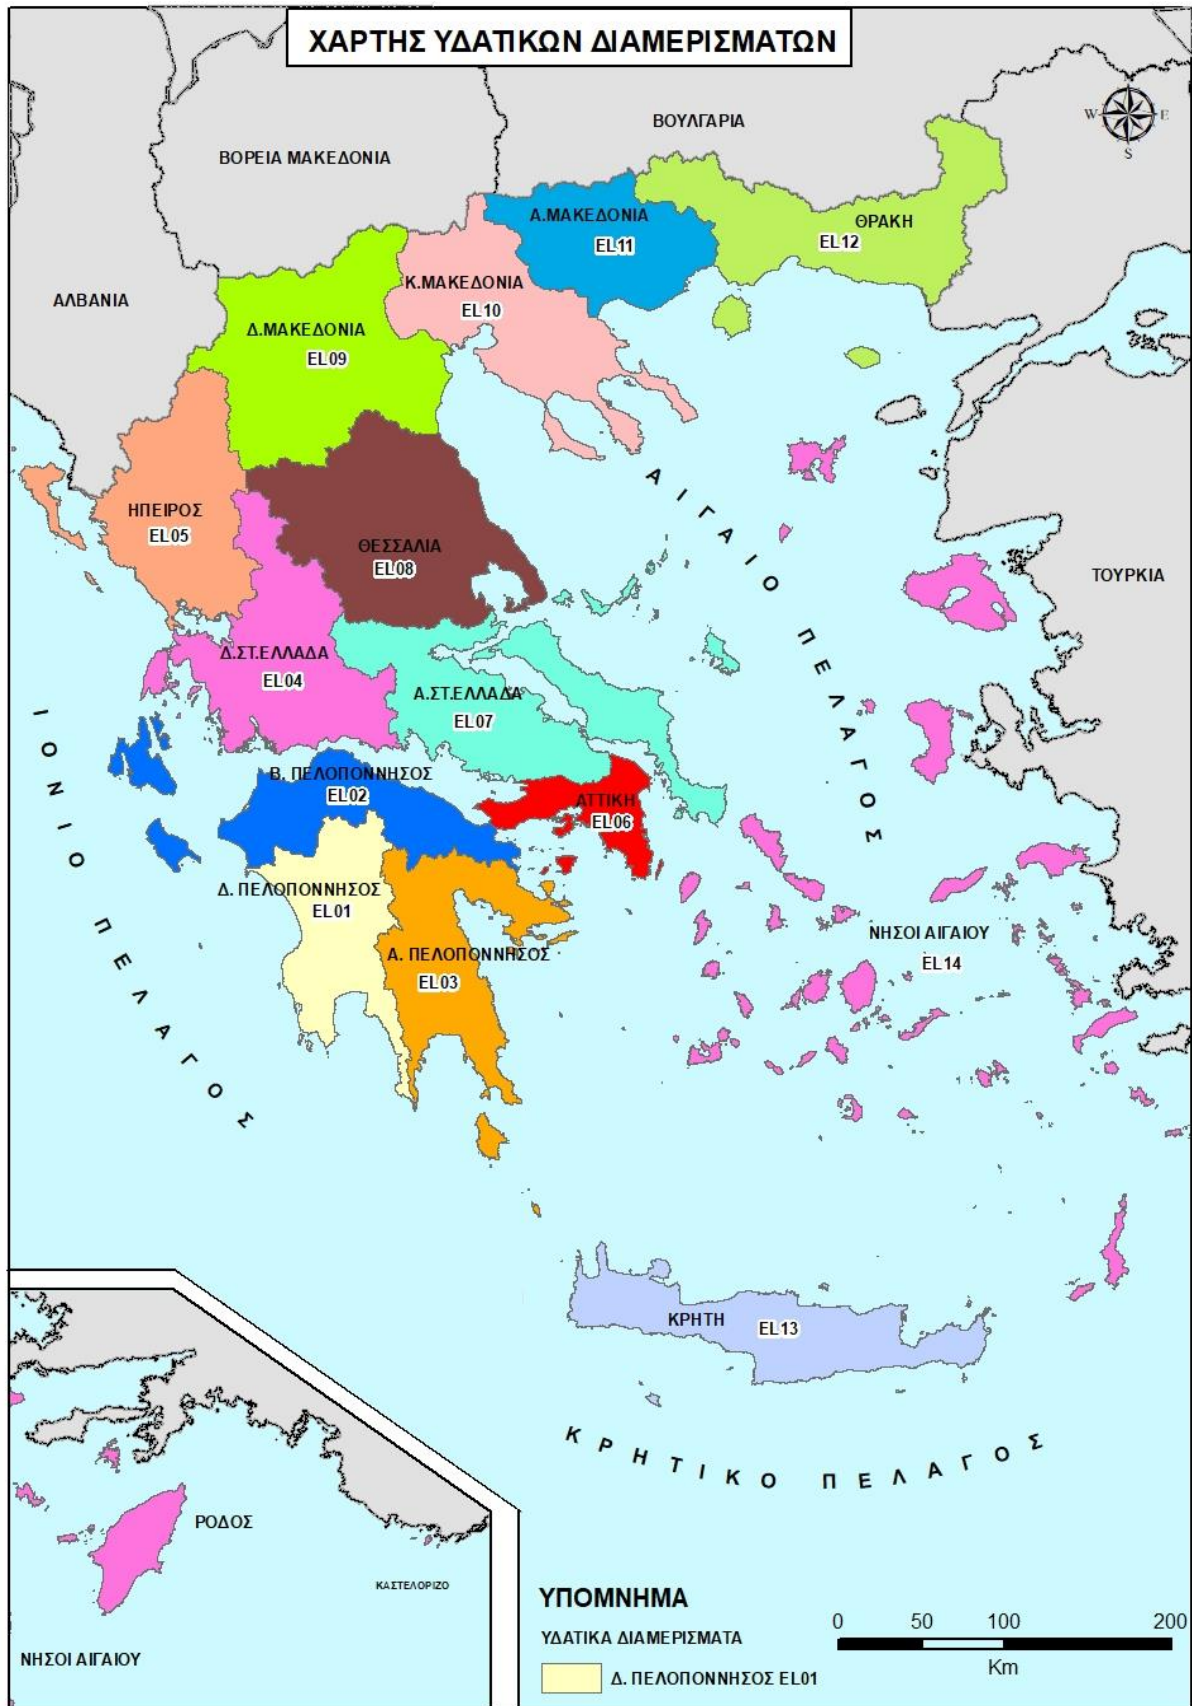 ΧΑΡΤΗΣ ΥΔΑΤΙΚΩΝ ΔΙΑΜΕΡΙΣΜΑΤΩΝ
N
W E
S
ΒΟΥΛΓΑΡΙΑ
ΒΟΡΕΙΑ ΜΑΚΕΔΟΝΙΑ
Α.ΜΑΚΕΔΟΝΙΑ
EL11
ΘΡΑΚΗ
EL12
ΑΛΒΑΝΙΑ
Κ.ΜΑΚΕΔΟΝΙΑ
EL10
Δ.ΜΑΚΕΔΟΝΙΑ
EL09
ΗΠΕΙΡΟΣ
EL05
ΘΕΣΣΑΛΙΑ
EL08
ΑΙΓΑΙΟ ΠΕΛΑΓΟΣ
ΤΟΥΡΚΙΑ
Δ.ΣΤ.ΕΛΛΑΔΑ
EL04
Α.ΣΤ.ΕΛΛΑΔΑ
EL07
ΙΟΝΙΟ ΠΕΛΑΓΟΣ
Β. ΠΕΛΟΠΟΝΝΗΣΟΣ
EL02
ΑΤΤΙΚΗ
EL06
Δ. ΠΕΛΟΠΟΝΝΗΣΟΣ
EL01
Α. ΠΕΛΟΠΟΝΝΗΣΟΣ
EL03
ΝΗΣΟΙ ΑΙΓΑΙΟΥ
EL14
ΚΡΗΤΗ EL13
ΚΡΗΤΙΚΟ ΠΕΛΑΓΟΣ
ΡΟΔΟΣ
ΚΑΣΤΕΛΟΡΙΖΟ
ΝΗΣΟΙ ΑΙΓΑΙΟΥ
ΥΠΟΜΝΗΜΑ
ΥΔΑΤΙΚΑ ΔΙΑΜΕΡΙΣΜΑΤΑ
Δ. ΠΕΛΟΠΟΝΝΗΣΟΣ EL01
0 50 100 200
Km